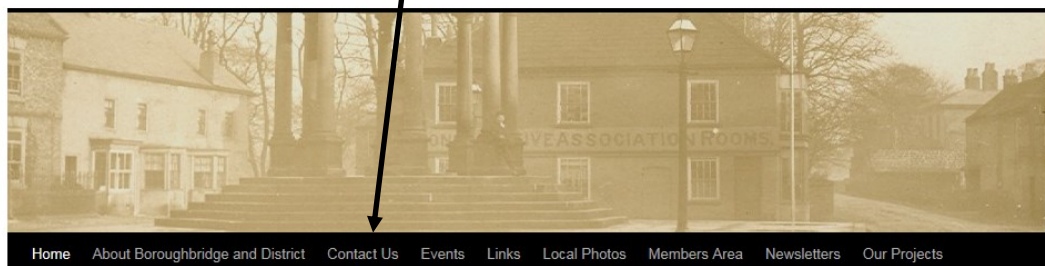 ASSOCIATION ROOMS
Home About Boroughbridge and District Contact Us Events Links Local Photos Members Area Newsletters Our Projects